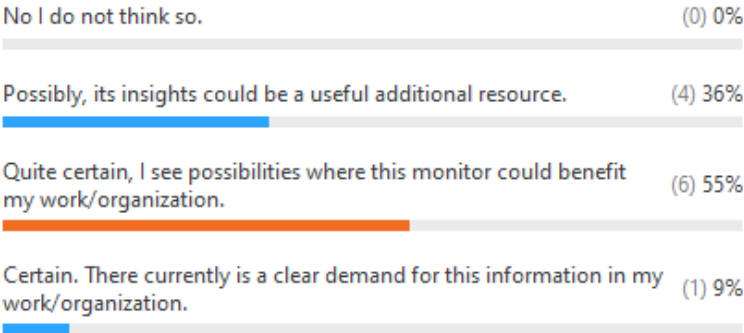 No I do not think so. (0) 0%
Possibly, its insights could be a useful additional resource. (4) 36%
Quite certain, I see possibilities where this monitor could benefit
my work/organization. (6) 55%
Certain. There currently is a clear demand for this information in my
work/organization. (1) 9%